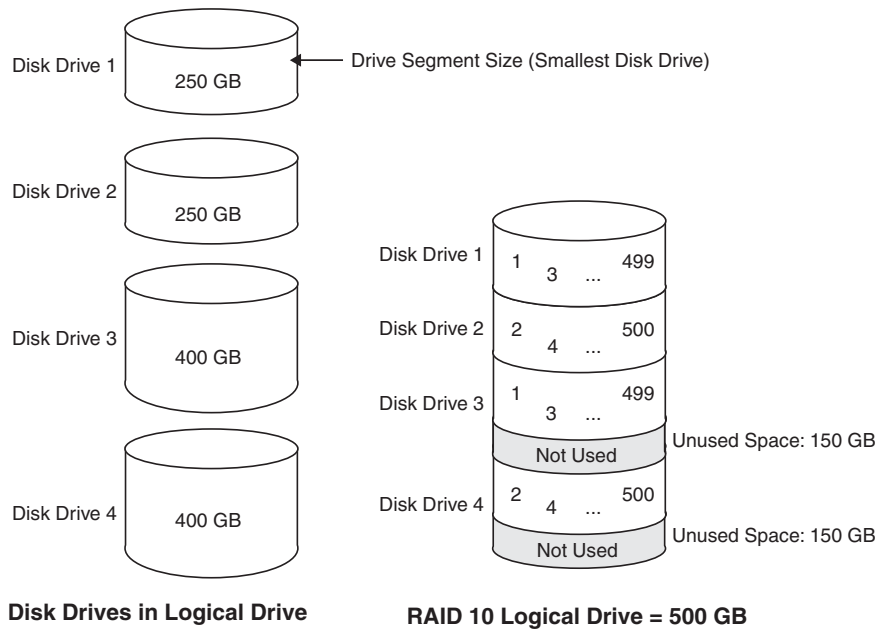 Disk Drive 1
250 GB
Drive Segment Size (Smallest Disk Drive)
Disk Drive 2
250 GB
Disk Drive 3
400 GB
Disk Drive 4
400 GB
Disk Drives in Logical Drive
Disk Drive 1
1 3 ... 499
Disk Drive 2
2 4 ... 500
Disk Drive 3
1 3 ... 499
Not Used
Unused Space: 150 GB
Disk Drive 4
2 4 ... 500
Not Used
Unused Space: 150 GB
RAID 10 Logical Drive = 500 GB